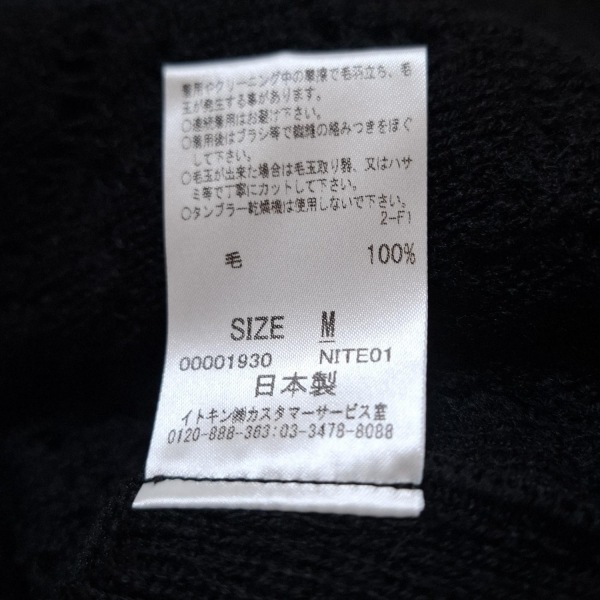 着用やクリーニング中の摩擦で毛羽立ち、毛
玉が発生する事があります。
○連続着用はお避け下さい。
○着用後はブラシ等で繊維の絡みつきをほぐ
して下さい。
○毛玉が出来た場合は毛玉取り器、又はハサ
ミ等で丁寧にカットして下さい。
○タンブラー乾燥機は使用しないで下さい。
2-F1
毛 100%
SIZE M
00001930 NITE01
日本製
イトキン㈱カスタマーサービス室
0120-888-363:03-3478-8088